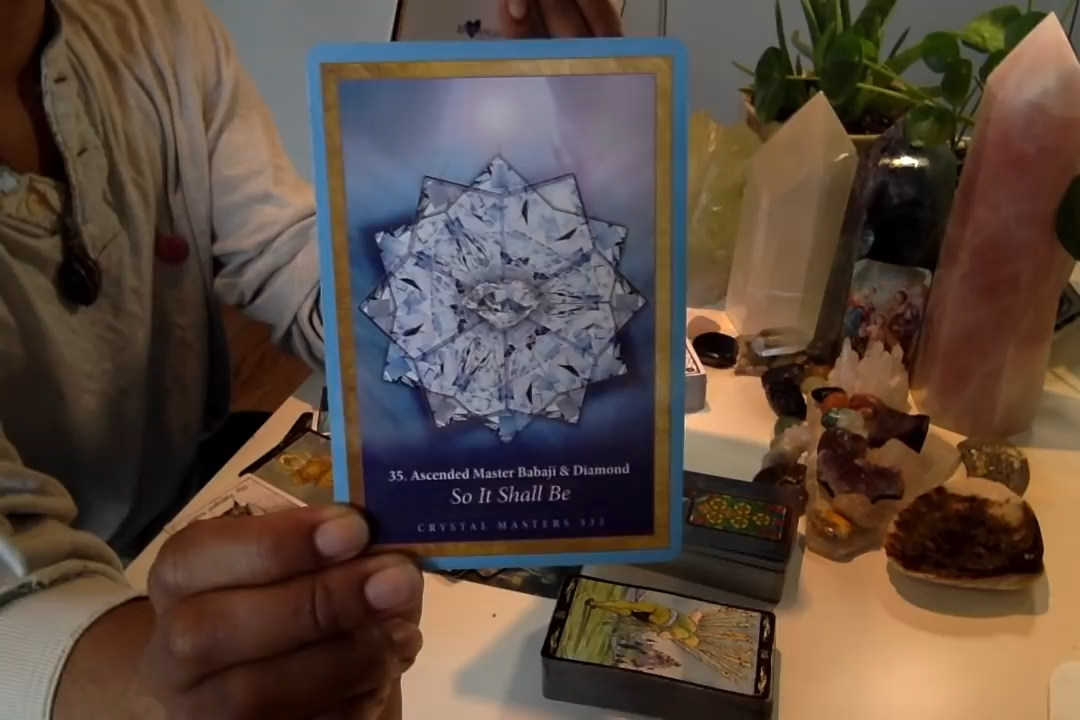 35. Ascended Master Babaji & Diamond
So It Shall Be
CRYSTAL MASTERS 333